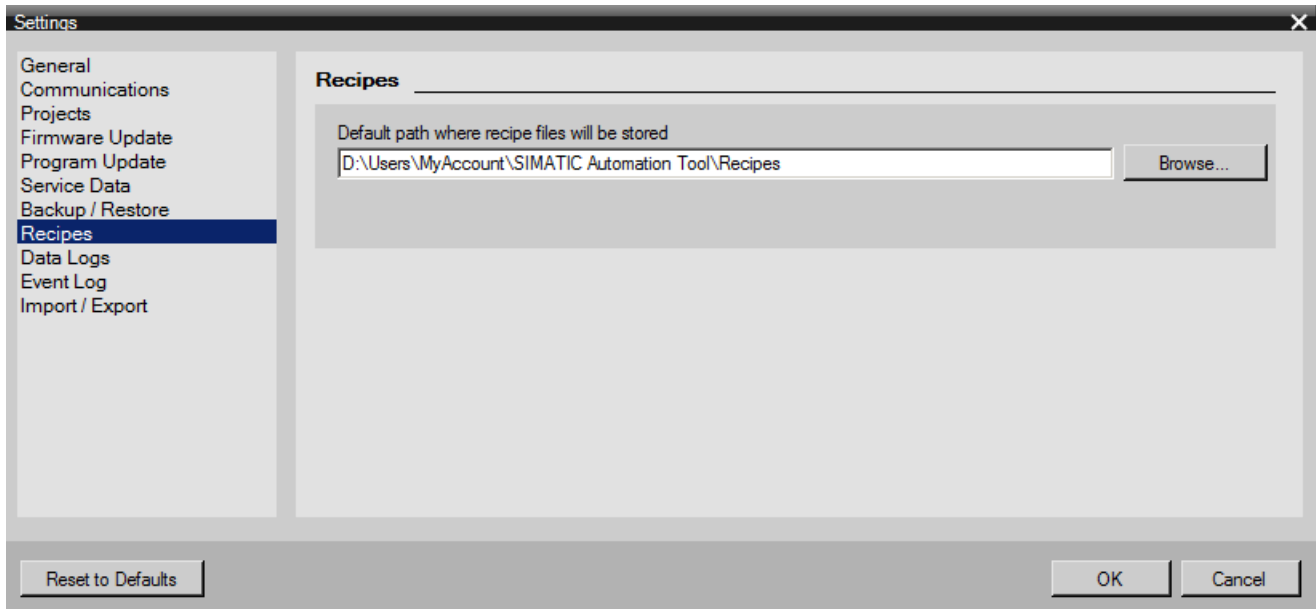 Settings
General
Communications
Projects
Firmware Update
Program Update
Service Data
Backup / Restore
Recipes
Data Logs
Event Log
Import / Export
Recipes
Default path where recipe files will be stored
D:\Users\MyAccount\SIMATIC Automation Tool\Recipes
Browse...
Reset to Defaults
OK
Cancel